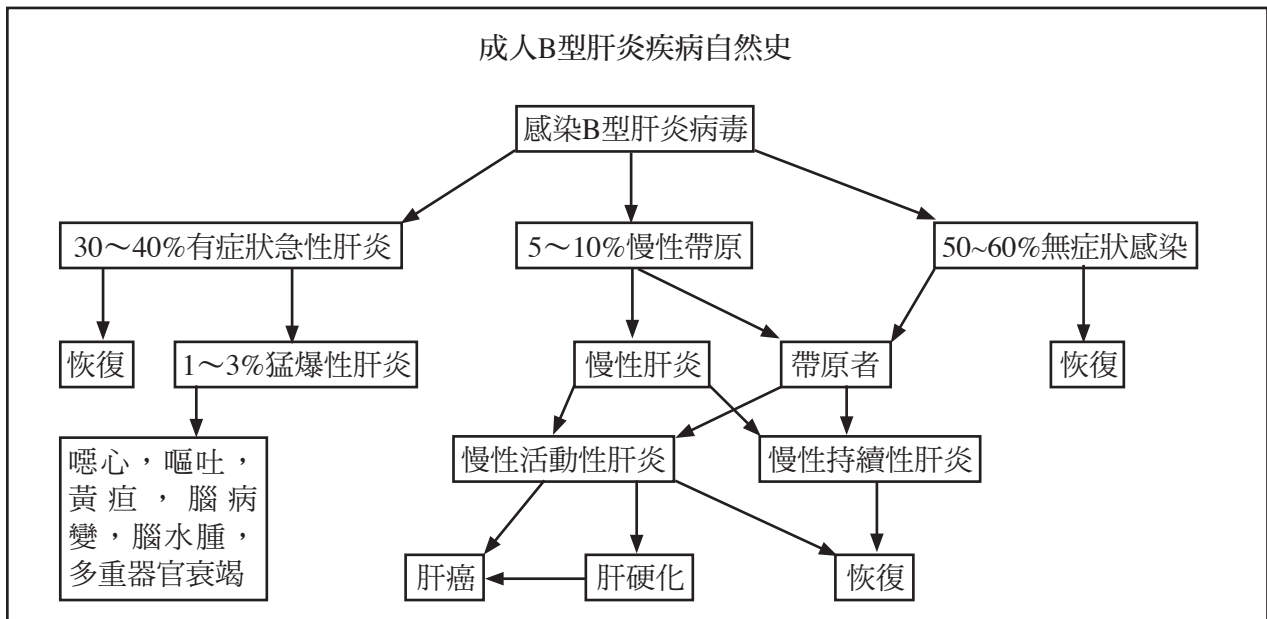 成人B型肝炎疾病自然史
感染B型肝炎病毒
30～40%有症狀急性肝炎
5～10%慢性帶原
50~60%無症狀感染
恢復
1～3%猛爆性肝炎
慢性肝炎
帶原者
恢復
噁心，嘔吐，
黃疸，腦病
變，腦水腫，
多重器官衰竭
慢性活動性肝炎
慢性持續性肝炎
肝癌
肝硬化
恢復